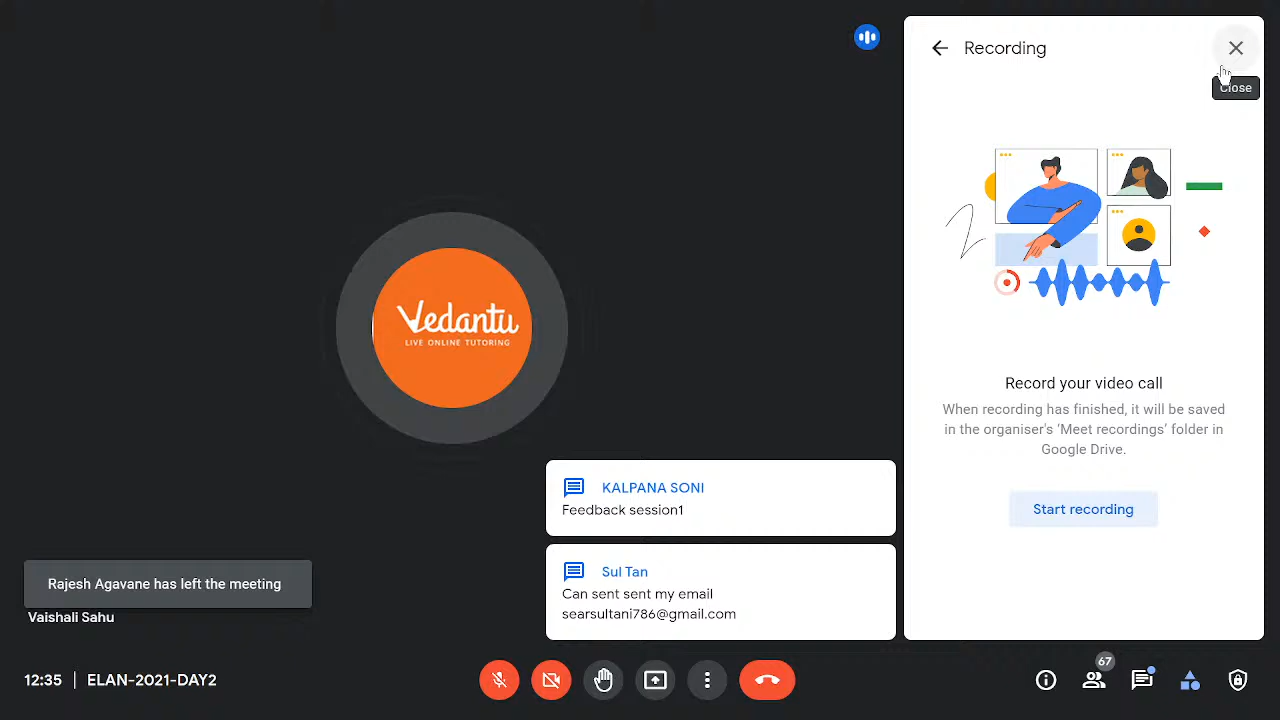 Recording
Close
Vedantu
LIVE ONLINE TUTORING
Record your video call
When recording has finished, it will be saved
in the organiser's 'Meet recordings' folder in
Google Drive.
Start recording
KALPANA SONI
Feedback session1
Sul Tan
Can sent sent my email
searsultani786@gmail.com
Rajesh Agavane has left the meeting
Vaishali Sahu
12:35 | ELAN-2021-DAY2
67